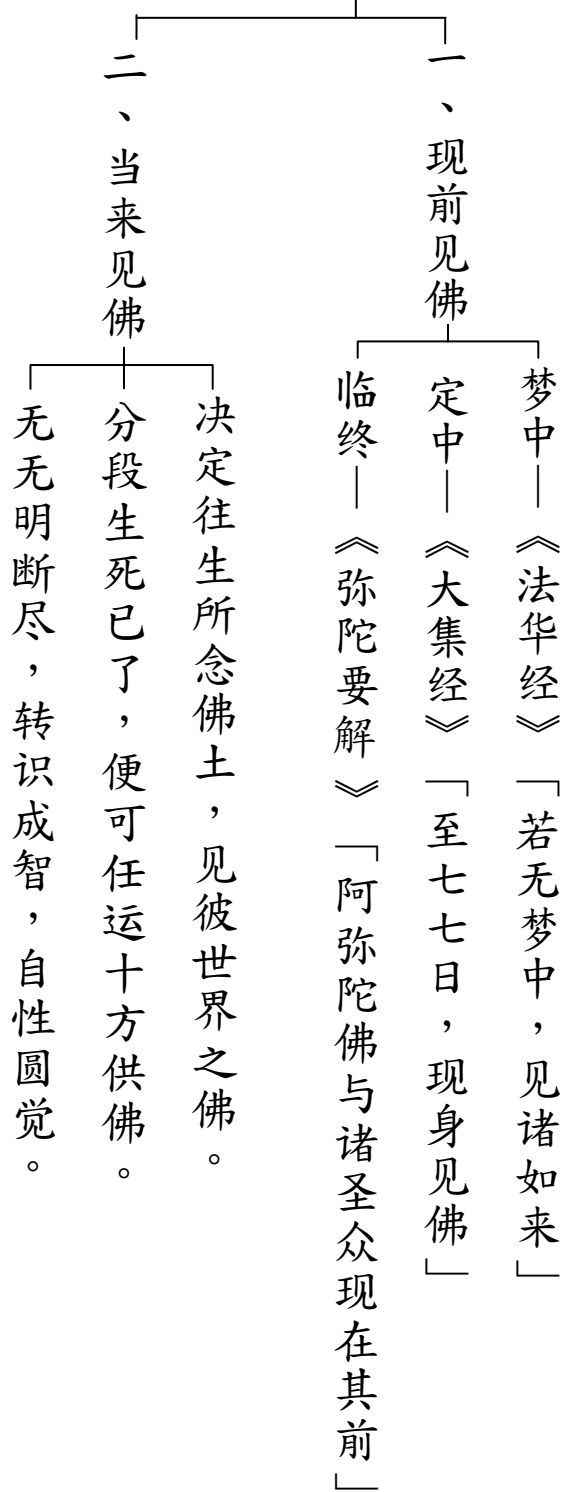 一、现前见佛
梦中——《法华经》「若无梦中，见诸如来」
定中——《大集经》「至七七日，现身见佛」
临终——《弥陀要解》「阿弥陀佛与诸圣众现在其前」
二、当来见佛
决定往生所念佛土，见彼世界之佛。
分段生死已了，便可任运十方供佛。
无无明断尽，转识成智，自性圆觉。